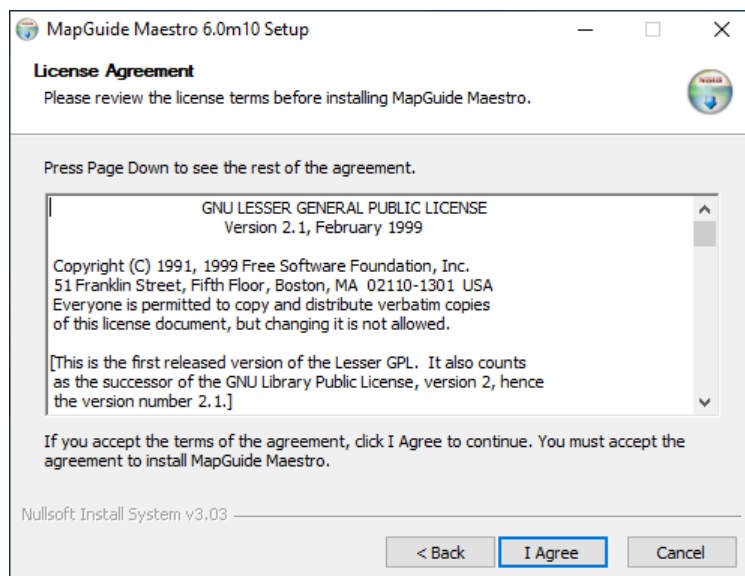 MapGuide Maestro 6.0m10 Setup
License Agreement
Please review the license terms before installing MapGuide Maestro.
Press Page Down to see the rest of the agreement.
GNU LESSER GENERAL PUBLIC LICENSE
Version 2.1, February 1999
Copyright (C) 1991, 1999 Free Software Foundation, Inc.
51 Franklin Street, Fifth Floor, Boston, MA  02110-1301  USA
Everyone is permitted to copy and distribute verbatim copies
of this license document, but changing it is not allowed.
[This is the first released version of the Lesser GPL.  It also counts
as the successor of the GNU Library Public License, version 2, hence
the version number 2.1.]
If you accept the terms of the agreement, click I Agree to continue. You must accept the
agreement to install MapGuide Maestro.
Nullsoft Install System v3.03
< Back
I Agree
Cancel